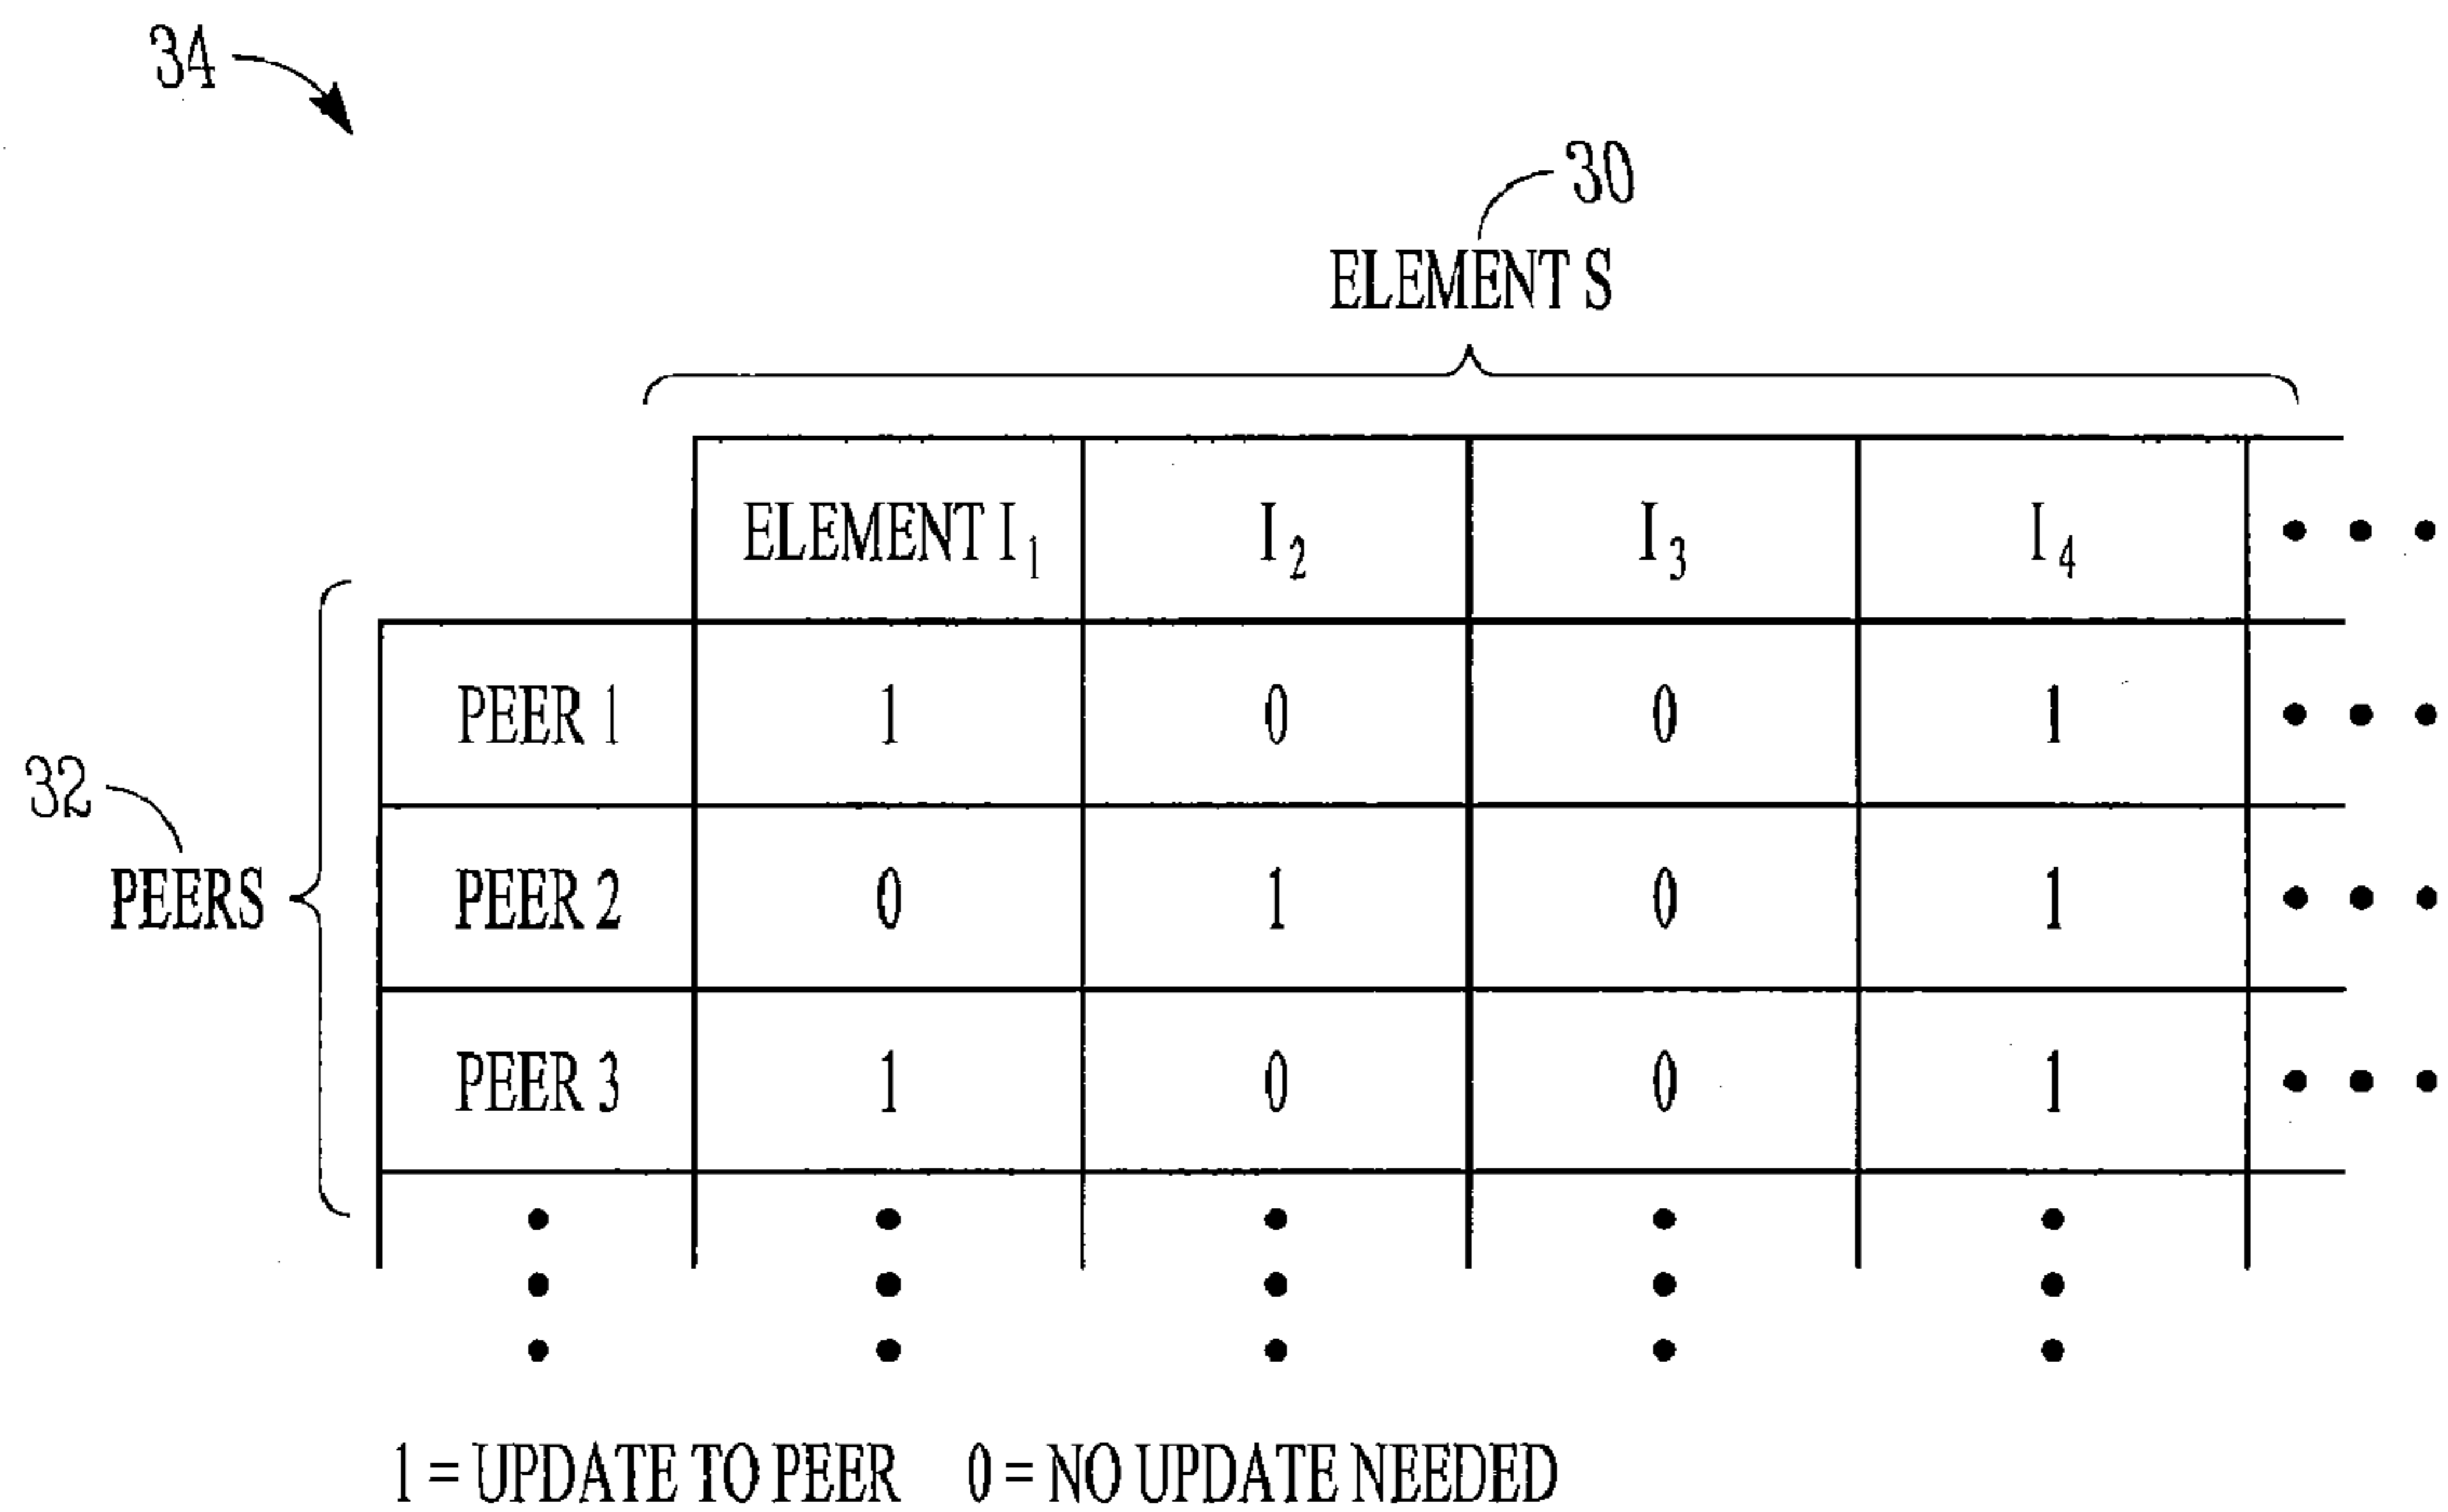 34
30
ELEMENTS
ELEMENT I1 I2 I3 I4
PEER 1 1 0 0 1
32
PEERS
PEER 2 0 1 0 1
PEER 3 1 0 0 1
1 = UPDATE TO PEER 0 = NO UPDATE NEEDED